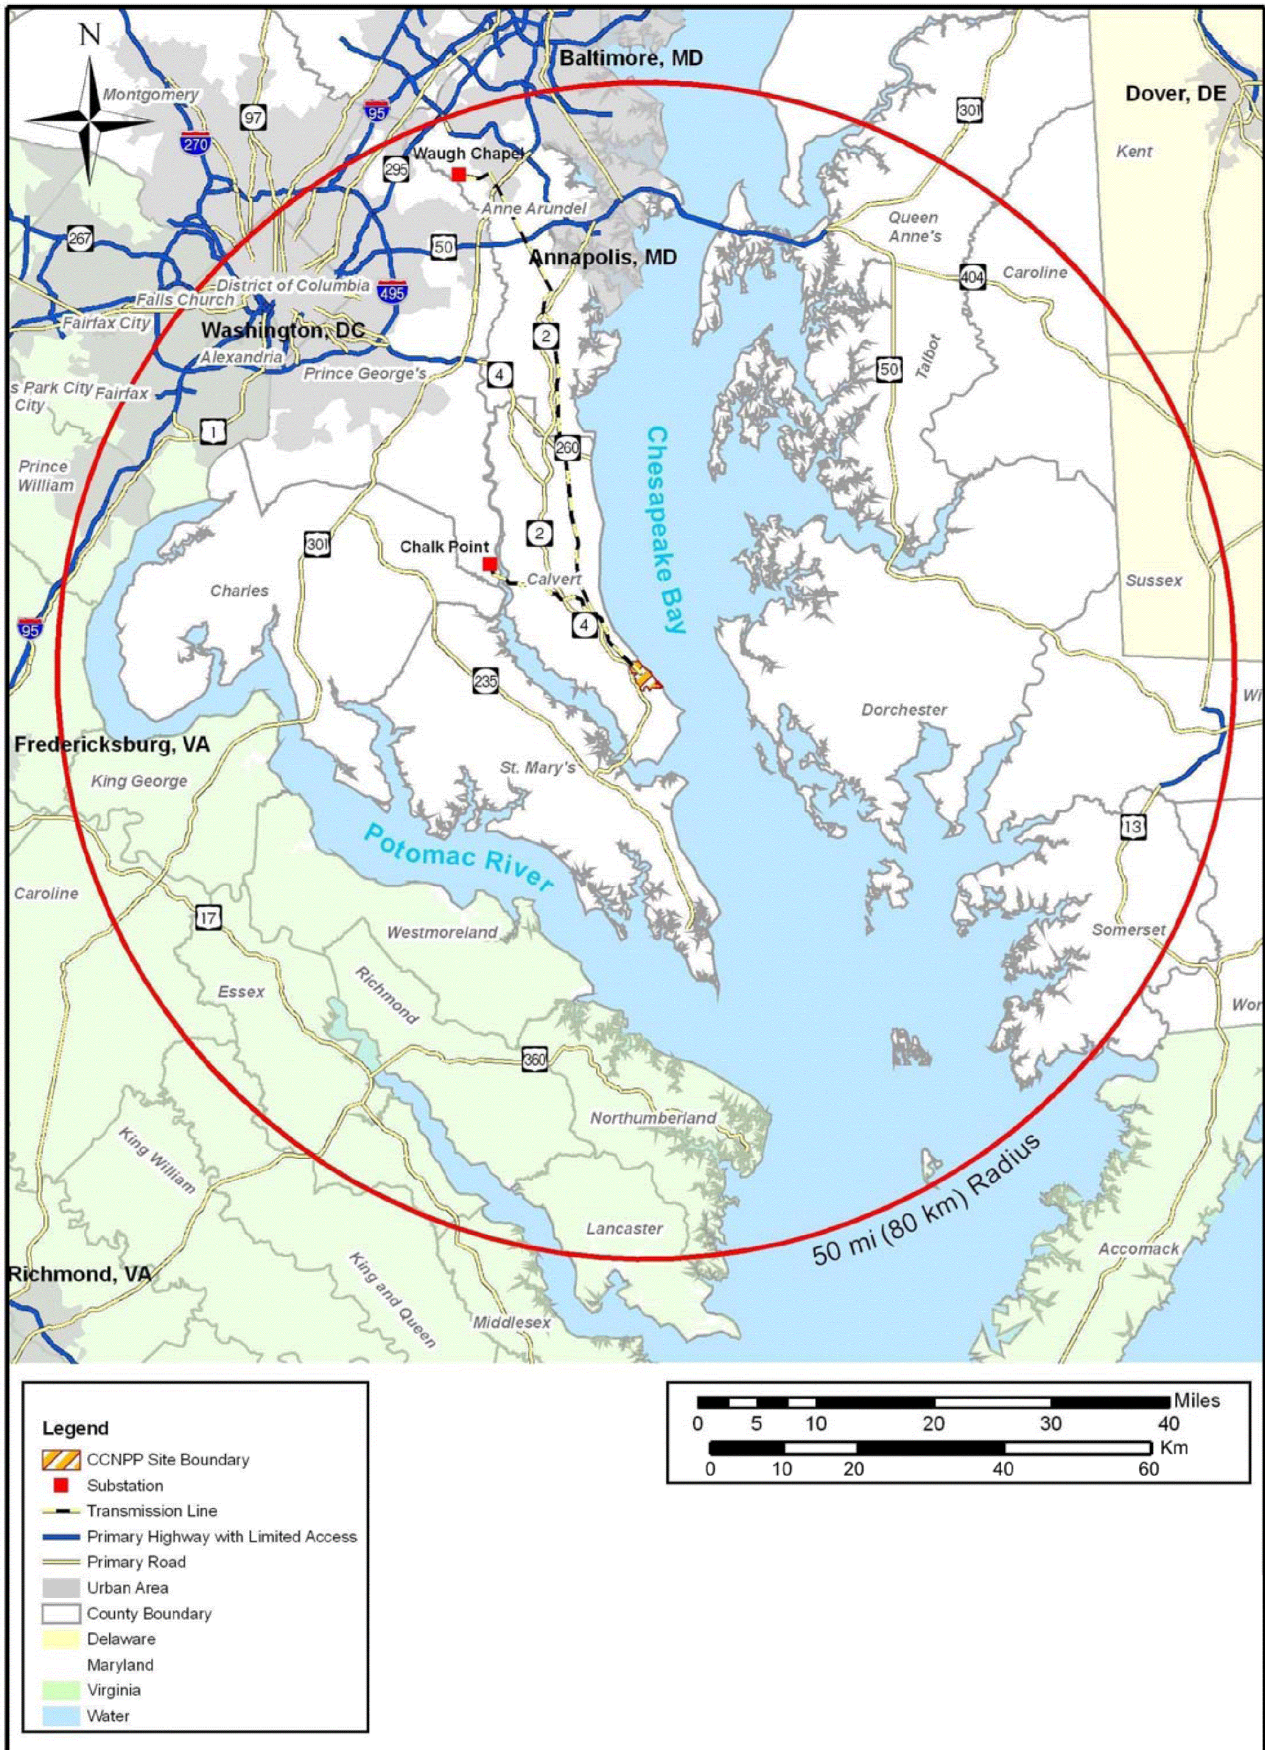 N
Baltimore, MD
Montgomery
97
95
301
Dover, DE
270
Waugh Chapel
295
Kent
Anne Arundel
Queen
Anne's
267
50
Annapolis, MD
404
Caroline
District of Columbia
495
Falls Church
Fairfax City
Washington, DC
2
Alexandria
Prince George's
4
50
Talbot
s Park City
City
Fairfax
1
260
Chesapeake Bay
Prince
William
301
2
Chalk Point
Calvert
Charles
Sussex
95
4
235
Wi
Dorchester
Fredericksburg, VA
King George
St. Mary's
13
Potomac River
Caroline
17
Westmoreland
Somerset
Richmond
Essex
Wor
360
Northumberland
King William
50 mi (80 km) Radius
Lancaster
Accomack
Richmond, VA
King and Queen
Middlesex
Legend
CCNPP Site Boundary
Substation
Transmission Line
Primary Highway with Limited Access
Primary Road
Urban Area
County Boundary
Delaware
Maryland
Virginia
Water
Miles
0 5 10 20 30 40
Km
0 10 20 40 60